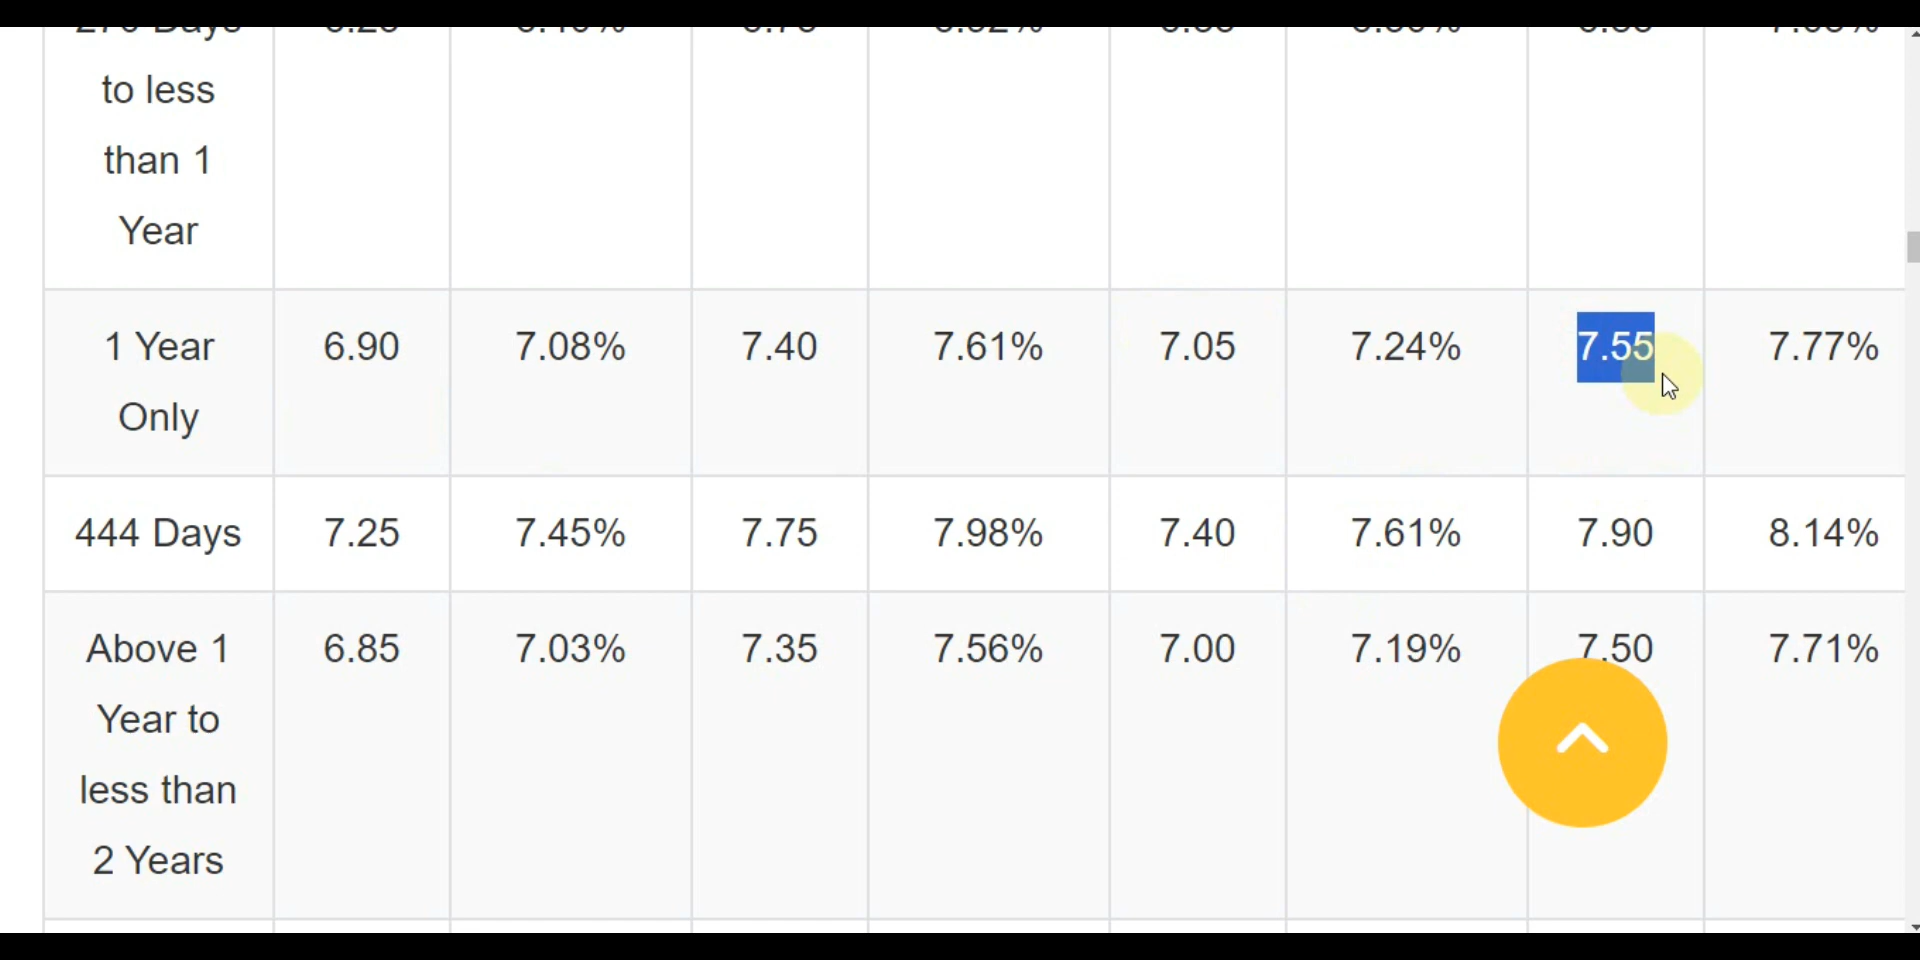 to less
than 1
Year
1 Year 6.90 7.08% 7.40 7.61% 7.05 7.24% 7.55 7.77%
Only
444 Days 7.25 7.45% 7.75 7.98% 7.40 7.61% 7.90 8.14%
Above 1 6.85 7.03% 7.35 7.56% 7.00 7.19% 7.50 7.71%
Year to
less than
2 Years